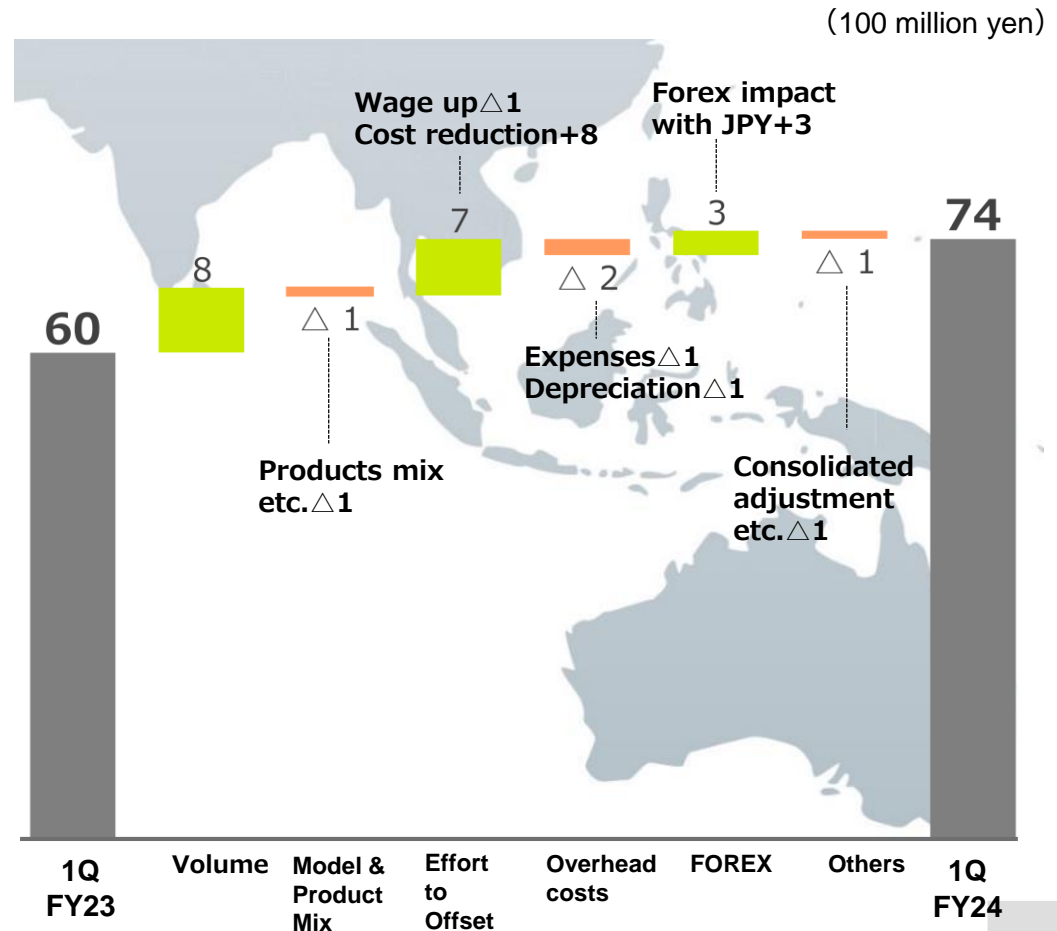 （100 million yen）
Wage up△1
Cost reduction+8
Forex impact
with JPY+3
60
8
△ 1
7
△ 2
3
△ 1
74
Products mix
etc.△1
Expenses△1
Depreciation△1
Consolidated
adjustment
etc.△1
1Q
FY23
Volume
Model &
Product
Mix
Effort
to
Offset
Overhead
costs
FOREX
Others
1Q
FY24